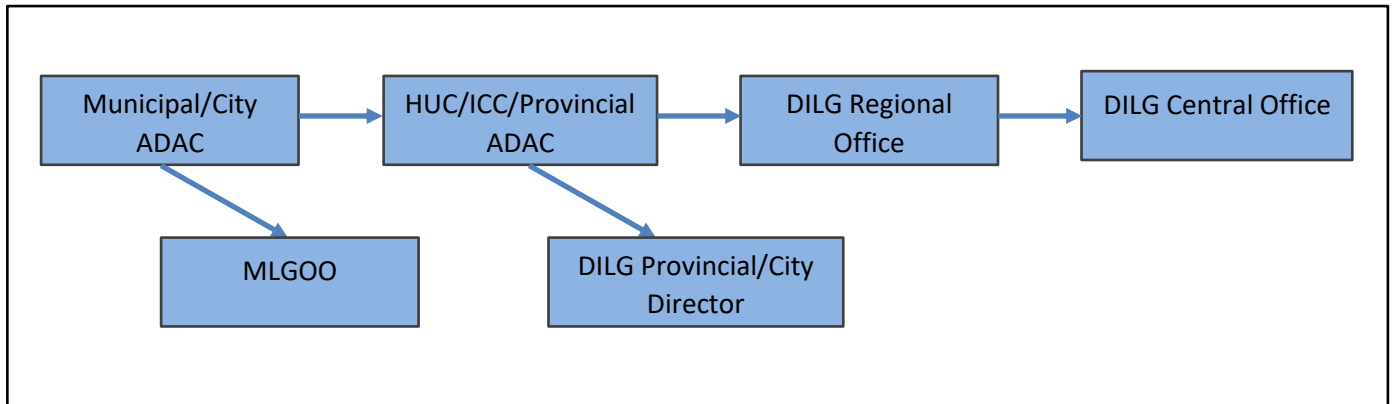 Municipal/City
ADAC
HUC/ICC/Provincial
ADAC
DILG Regional
Office
DILG Central Office
MLGOO
DILG Provincial/City
Director